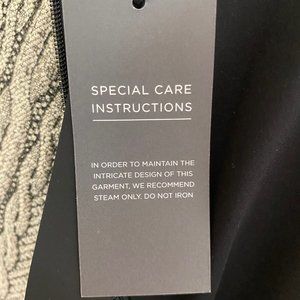 SPECIAL CARE
INSTRUCTIONS
IN ORDER TO MAINTAIN THE
INTRICATE DESIGN OF THIS
GARMENT, WE RECOMMEND
STEAM ONLY. DO NOT IRON